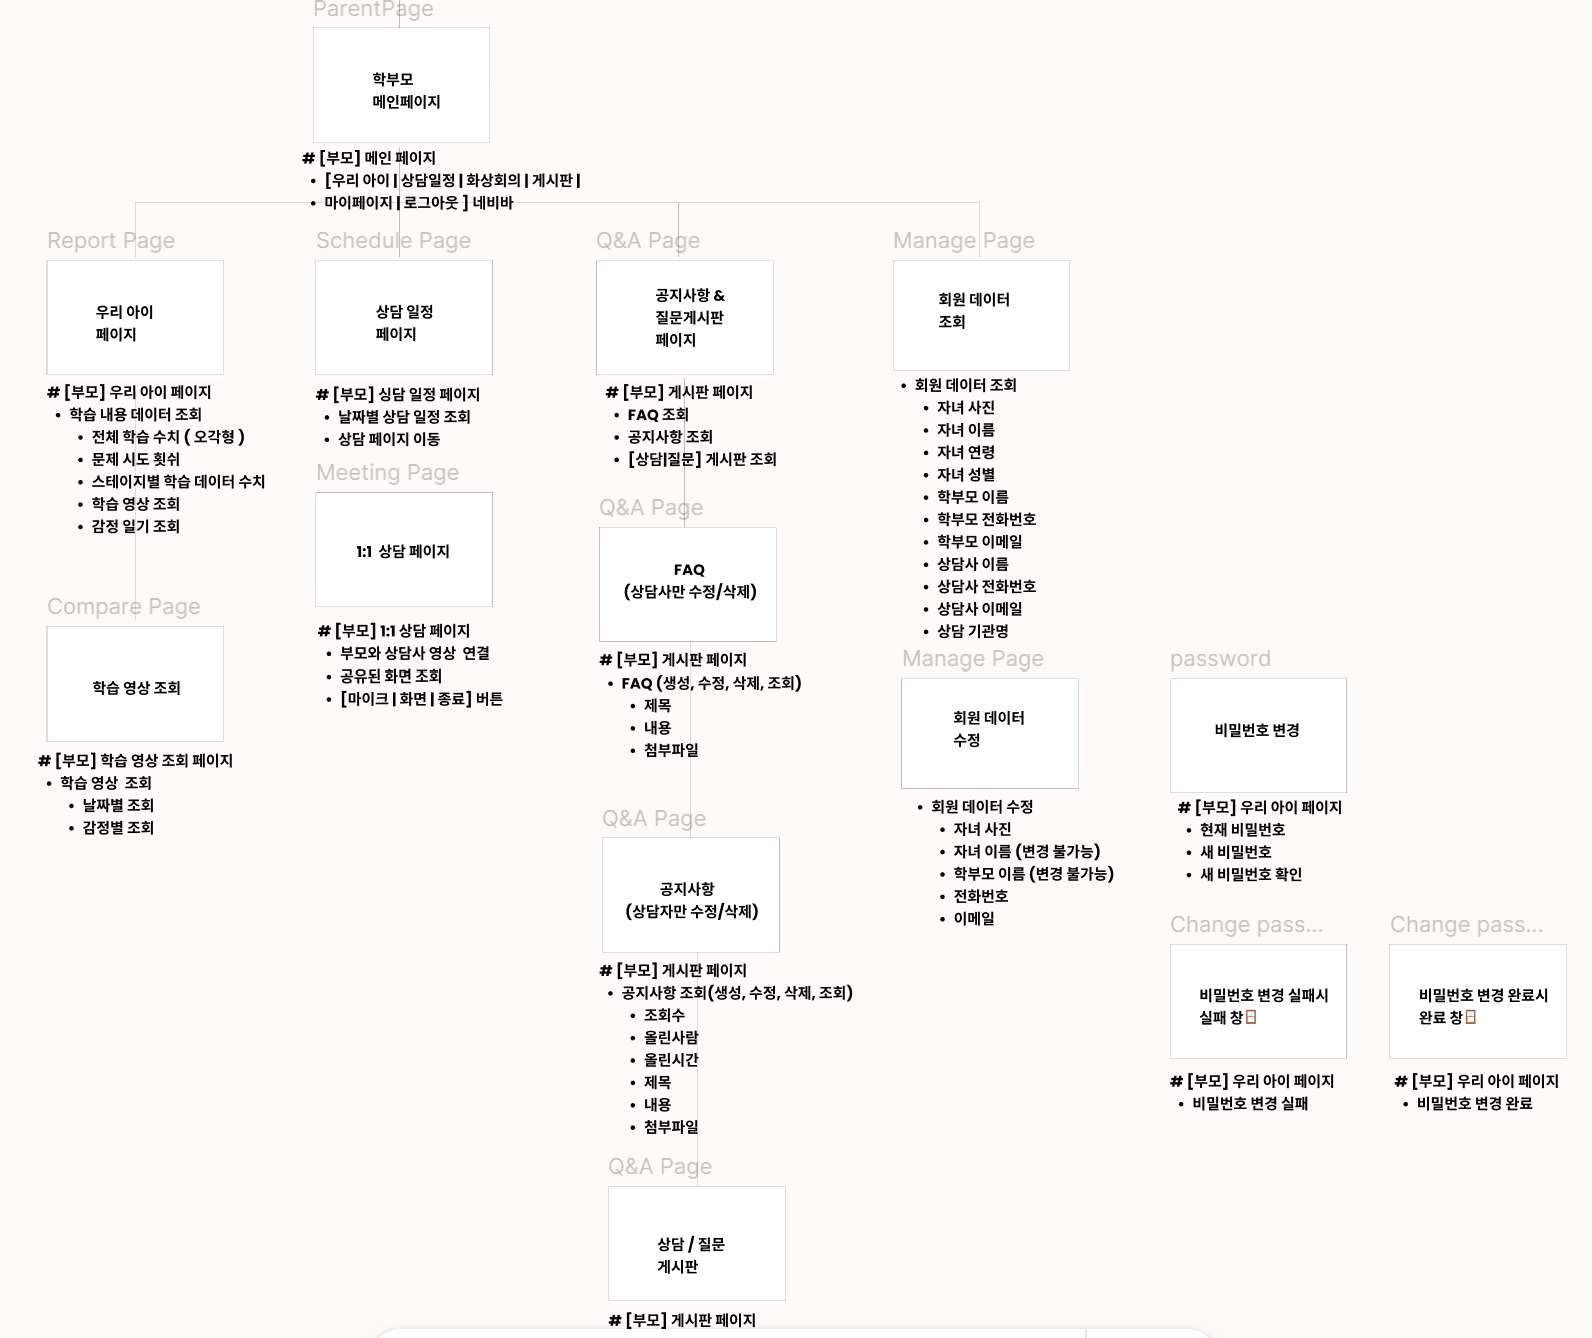 ParentPage
학부모
메인페이지
# [부모] 메인 페이지
• [우리 아이 | 상담일정 | 화상회의 | 게시판 |
• 마이페이지 | 로그아웃 ] 네비바
Report Page
우리 아이
페이지
# [부모] 우리 아이 페이지
• 학습 내용 데이터 조회
• 전체 학습 수치 ( 오각형 )
• 문제 시도 횟쉬
• 스테이지별 학습 데이터 수치
• 학습 영상 조회
• 감정 일기 조회
Compare Page
학습 영상 조회
# [부모] 학습 영상 조회 페이지
• 학습 영상 조회
• 날짜별 조회
• 감정별 조회
Schedule Page
상담 일정
페이지
# [부모] 싱담 일정 페이지
• 날짜별 상담 일정 조회
• 상담 페이지 이동
Meeting Page
1:1 상담 페이지
# [부모] 1:1 상담 페이지
• 부모와 상담사 영상 연결
• 공유된 화면 조회
• [마이크 | 화면 | 종료] 버튼
Q&A Page
공지사항 &
질문게시판
페이지
# [부모] 게시판 페이지
• FAQ 조회
• 공지사항 조회
• [상담|질문] 게시판 조회
Q&A Page
FAQ
(상담사만 수정/삭제)
# [부모] 게시판 페이지
• FAQ (생성, 수정, 삭제, 조회)
• 제목
• 내용
• 첨부파일
Q&A Page
공지사항
(상담자만 수정/삭제)
# [부모] 게시판 페이지
• 공지사항 조회(생성, 수정, 삭제, 조회)
• 조회수
• 올린사람
• 올린시간
• 제목
• 내용
• 첨부파일
Q&A Page
상담 / 질문
게시판
# [부모] 게시판 페이지
Manage Page
회원 데이터
조회
• 회원 데이터 조회
• 자녀 사진
• 자녀 이름
• 자녀 연령
• 자녀 성별
• 학부모 이름
• 학부모 전화번호
• 학부모 이메일
• 상담사 이름
• 상담사 전화번호
• 상담사 이메일
• 상담 기관명
Manage Page
회원 데이터
수정
• 회원 데이터 수정
• 자녀 사진
• 자녀 이름 (변경 불가능)
• 학부모 이름 (변경 불가능)
• 전화번호
• 이메일
password
비밀번호 변경
# [부모] 우리 아이 페이지
• 현재 비밀번호
• 새 비밀번호
• 새 비밀번호 확인
Change pass...
비밀번호 변경 실패시
실패 창🪟
# [부모] 우리 아이 페이지
• 비밀번호 변경 실패
Change pass...
비밀번호 변경 완료시
완료 창🪟
# [부모] 우리 아이 페이지
• 비밀번호 변경 완료